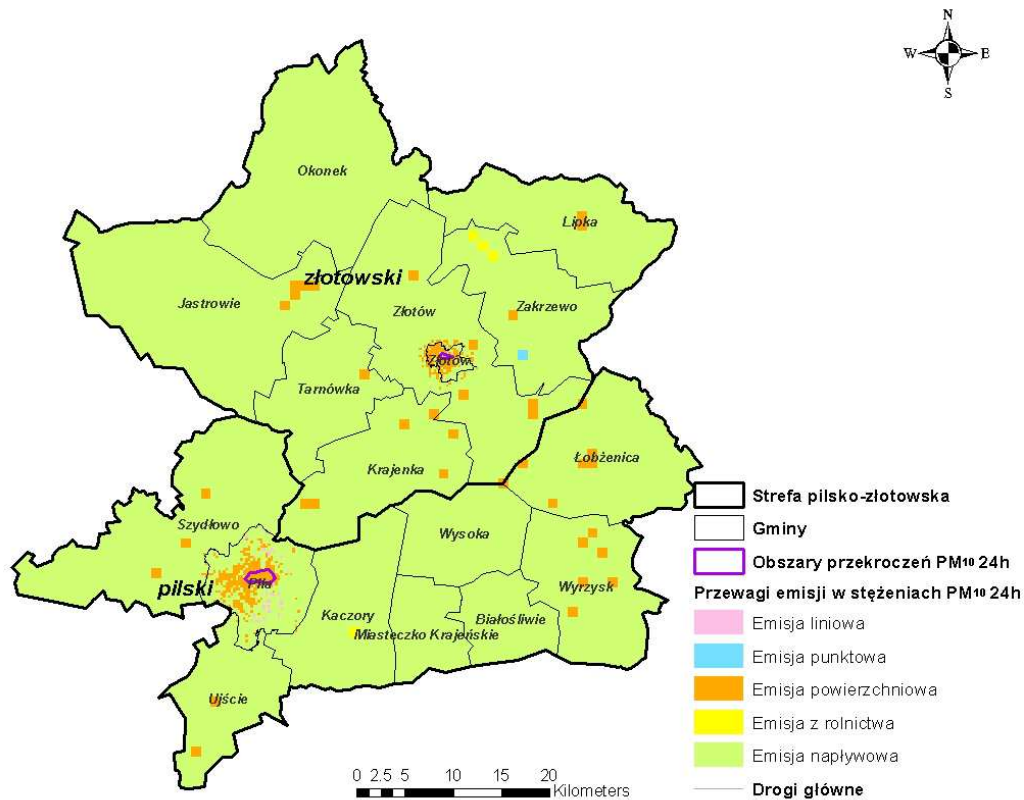 N
W E
S
Okonek
Lipka
złotowski
Jastrowie
Złotów
Zakrzewo
Złotów
Tarnówka
Krajenka
Łobżenica
Szydłowo
Wysoka
pilski
Piła
Wyrzysk
Kaczory
Białośliwie
Miasteczko Krajeńskie
Ujście
Strefa pilsko-złotowska
Gminy
Obszary przekroczeń PM10 24h
Przewagi emisji w stężeniach PM10 24h
Emisja liniowa
Emisja punktowa
Emisja powierzchniowa
Emisja z rolnictwa
Emisja napływowa
Drogi główne
0 2.5 5 10 15 20
Kilometers